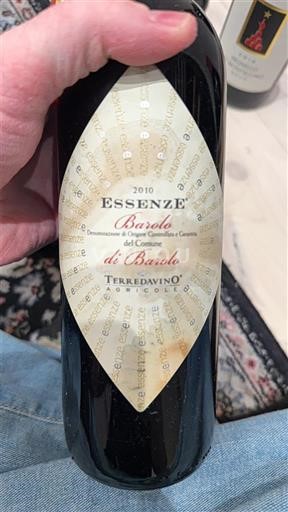 2010
ESSENZE
Barolo
Denominazione di Origine Controllata e Garantita
del Comune
di Barolo
TERREDAVINO
AGRICOLE